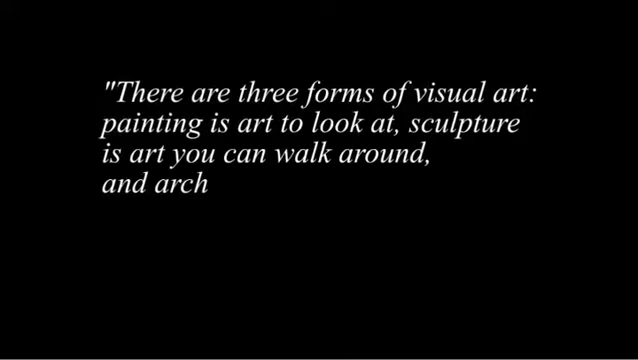 "There are three forms of visual art:
painting is art to look at, sculpture
is art you can walk around,
and arch